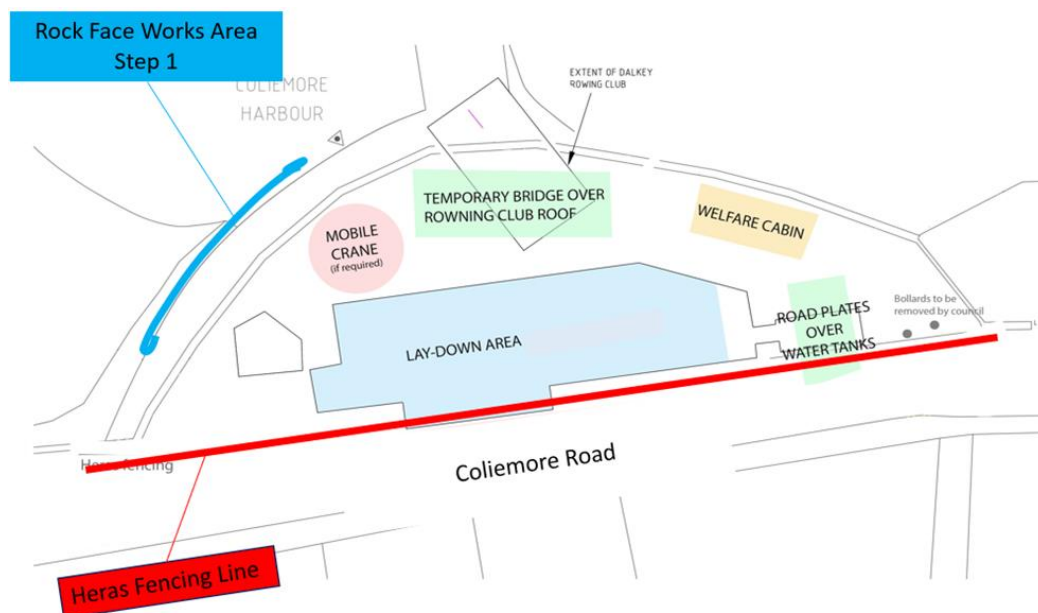 Rock Face Works Area
Step 1
COLIEMORE
HARBOUR
EXTENT OF DALKEY
ROWING CLUB
TEMPORARY BRIDGE OVER
ROWNING CLUB ROOF
WELFARE CABIN
MOBILE
CRANE
(if required)
Bollards to be
removed by council
ROAD PLATES
OVER
WATER TANKS
LAY-DOWN AREA
Coliemore Road
Heras fencing
Heras Fencing Line